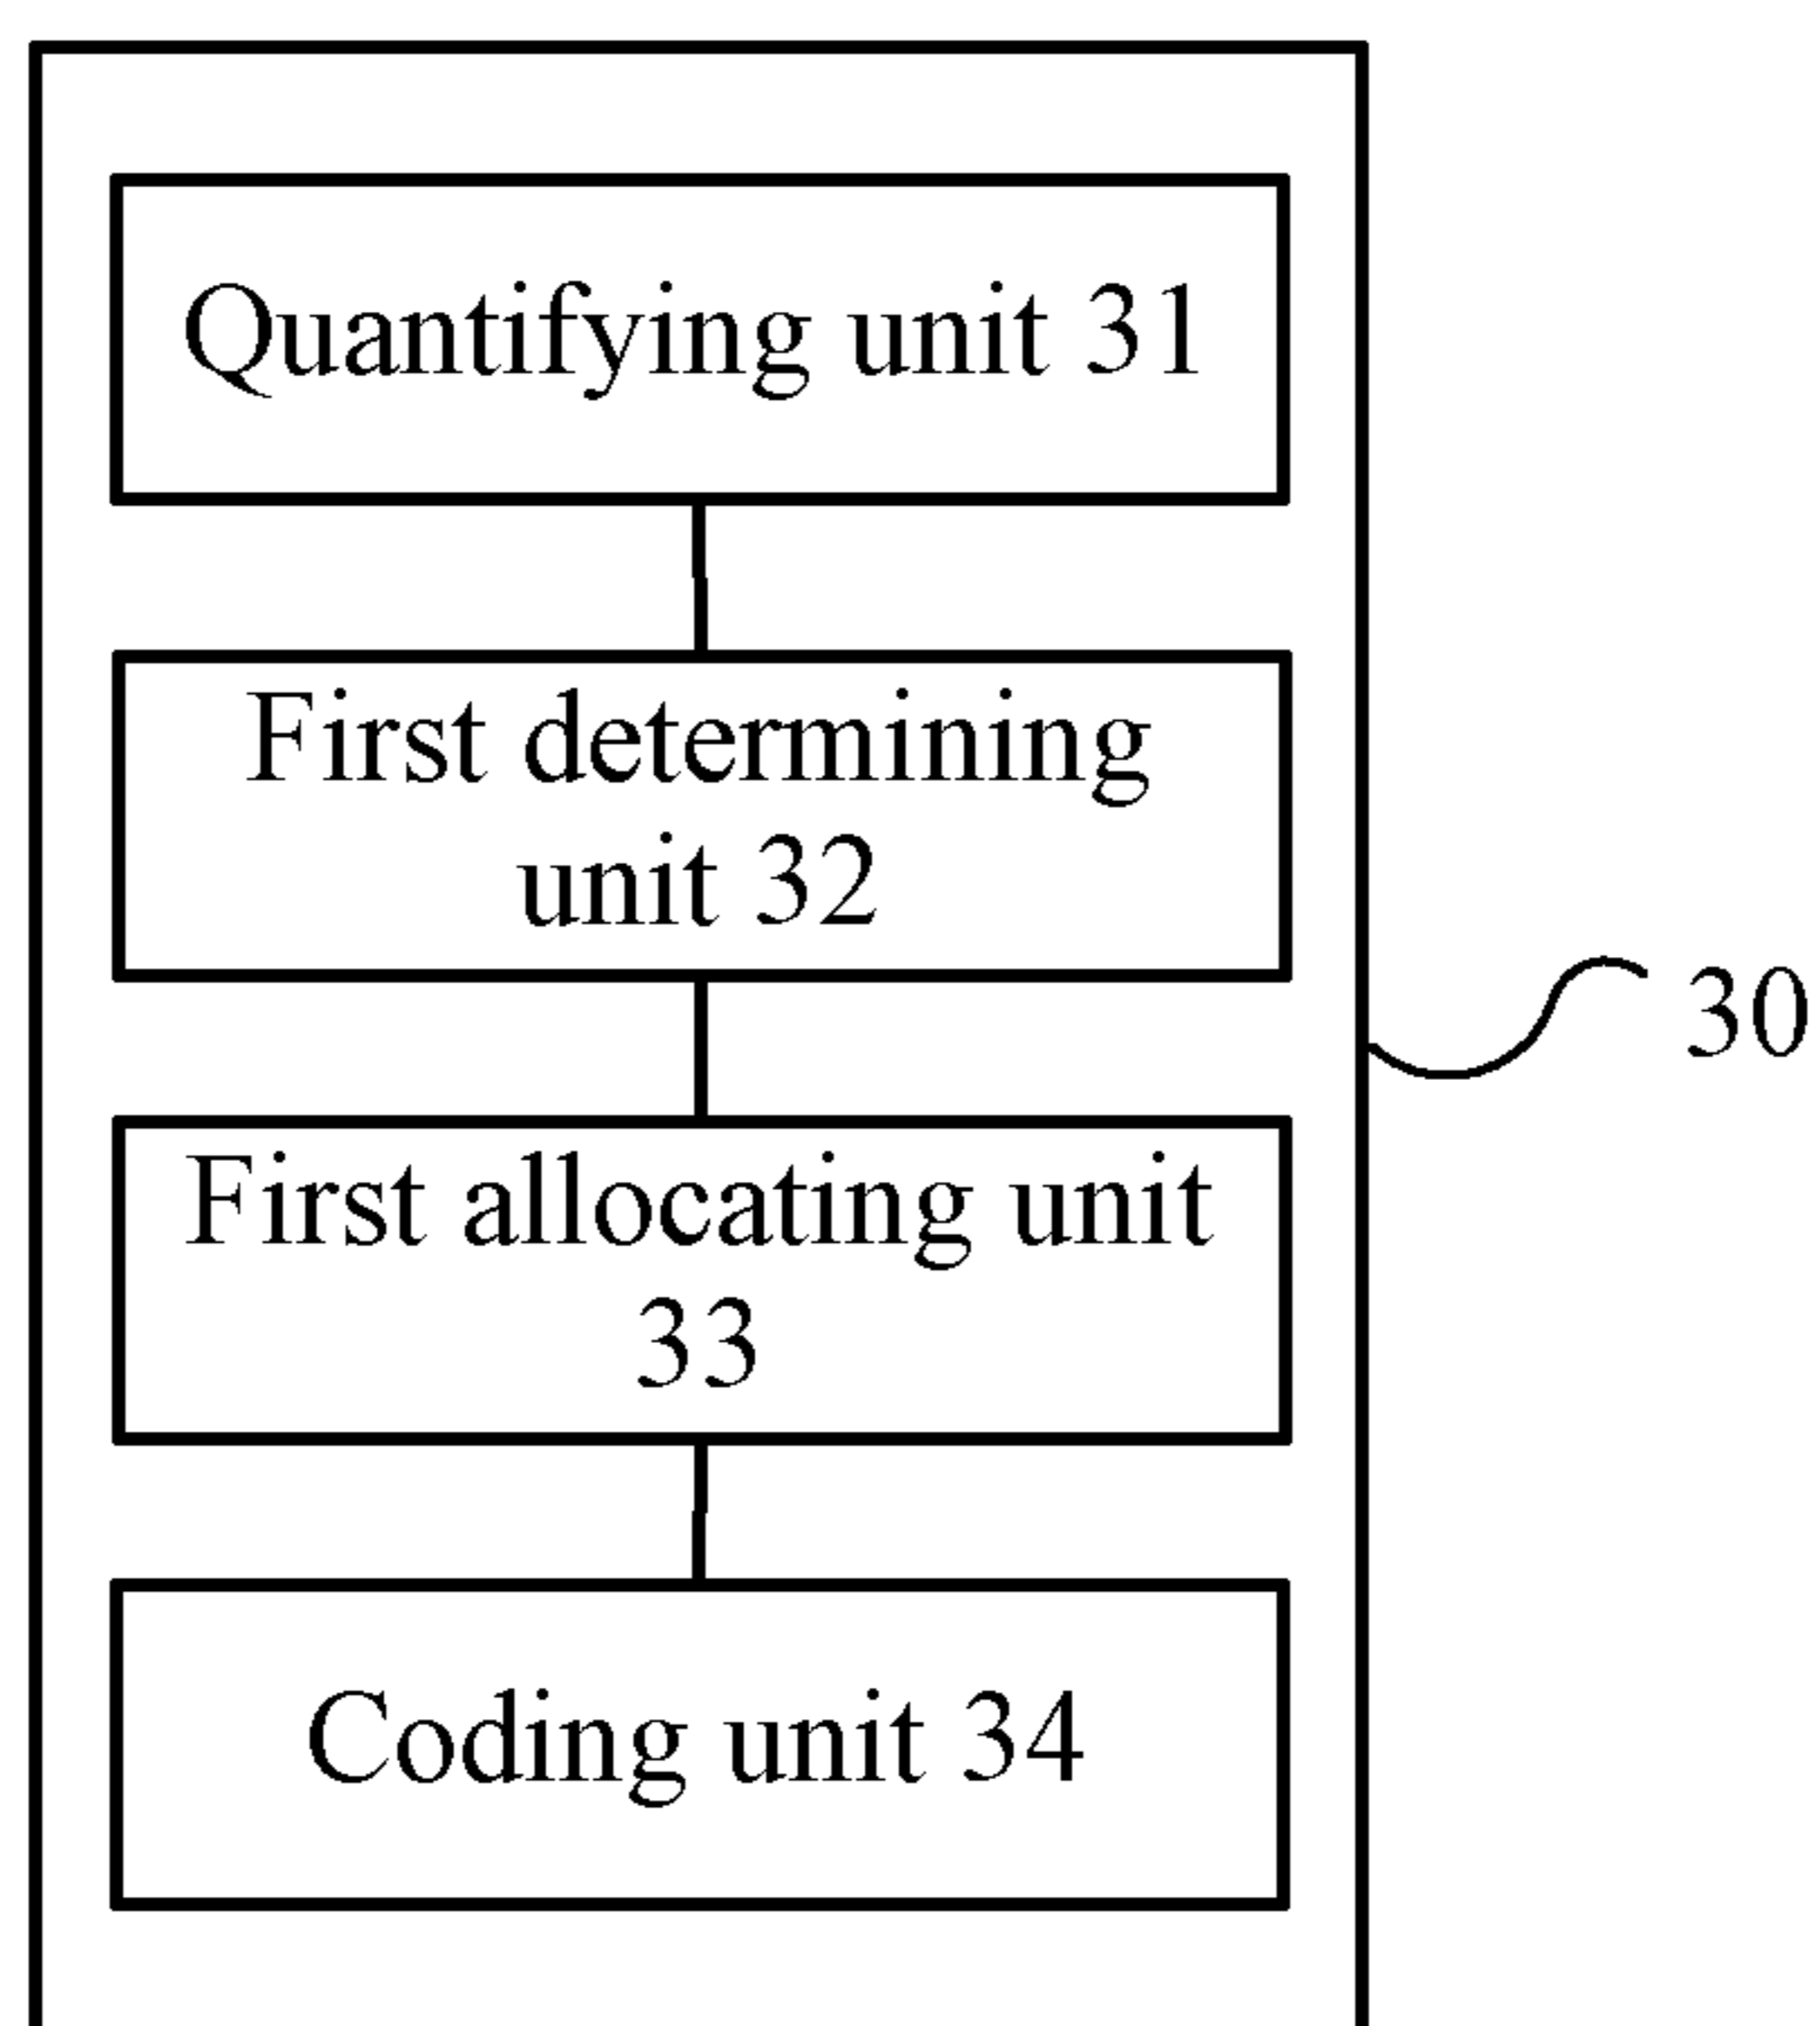 Quantifying unit 31
First determining
unit 32
30
First allocating unit
33
Coding unit 34